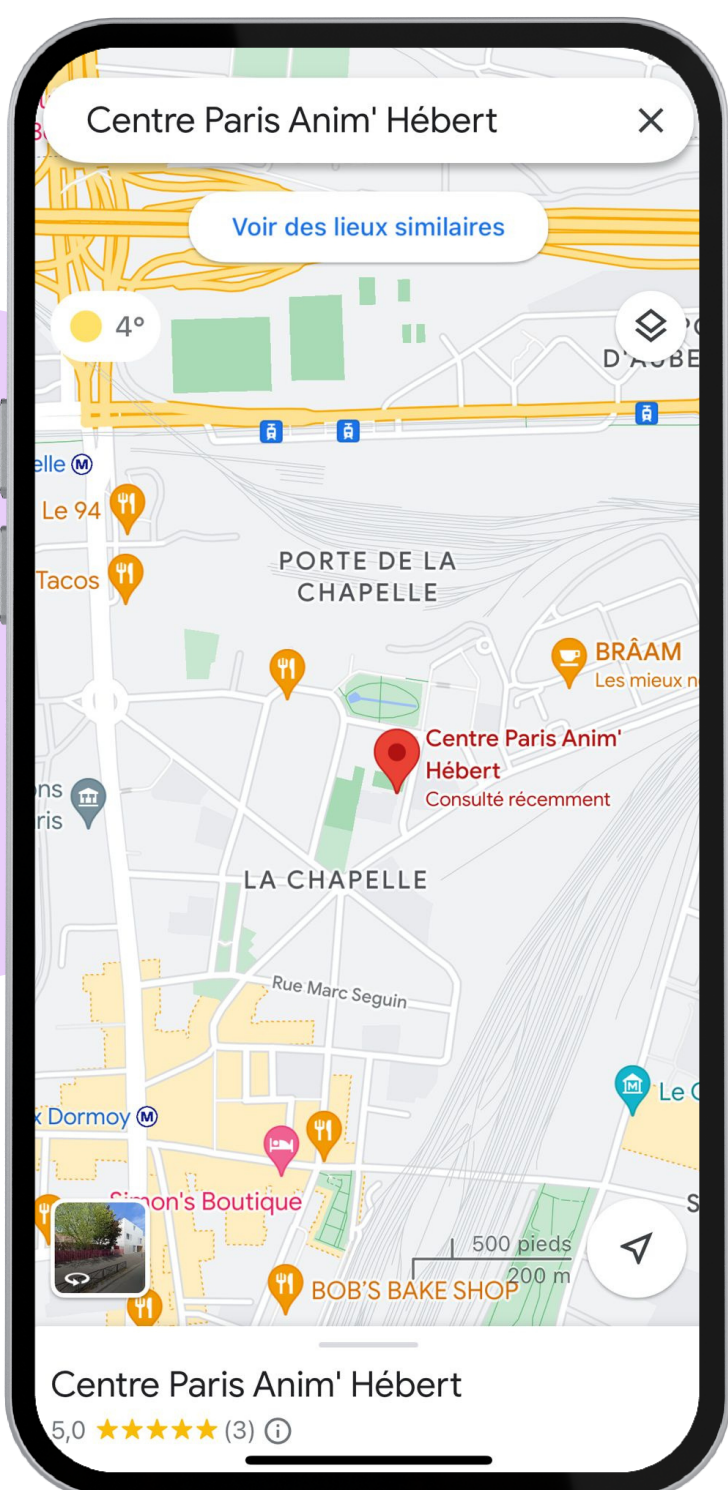 Centre Paris Anim' Hébert
Voir des lieux similaires
4°
D'AUBE
elle M
Le 94
Tacos
PORTE DE LA
CHAPELLE
BRÂAM
Les mieux n
Centre Paris Anim'
Hébert
Consulté récemment
ns
ris
LA CHAPELLE
Rue Marc Seguin
Le
x Dormoy M
Simon's Boutique
S
500 pieds
200 m
BOB'S BAKE SHOP
Centre Paris Anim' Hébert
5,0 (3)